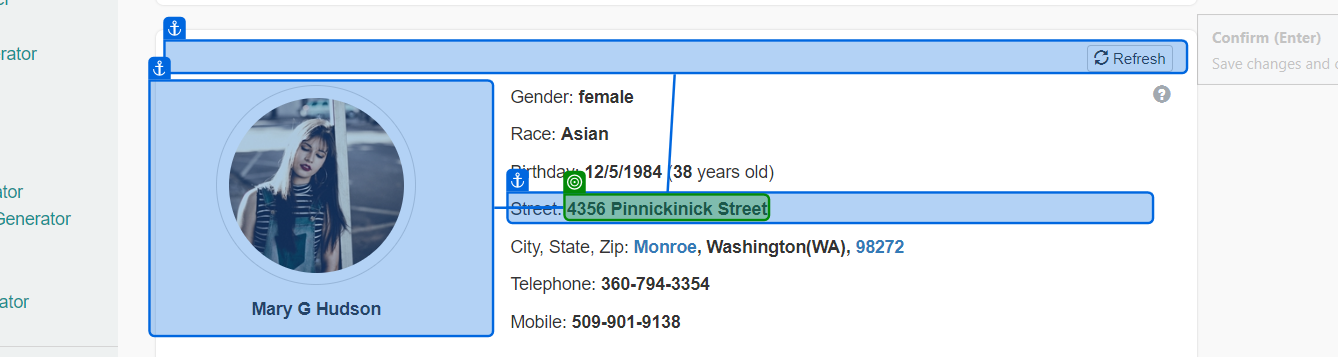 erator
Confirm (Enter)
Save changes and
Refresh
Gender: female
Race: Asian
Birthday: 12/5/1984 (38 years old)
ator
Generator
Street: 4356 Pinnickinick Street
City, State, Zip: Monroe, Washington(WA), 98272
Telephone: 360-794-3354
ator
Mary G Hudson
Mobile: 509-901-9138